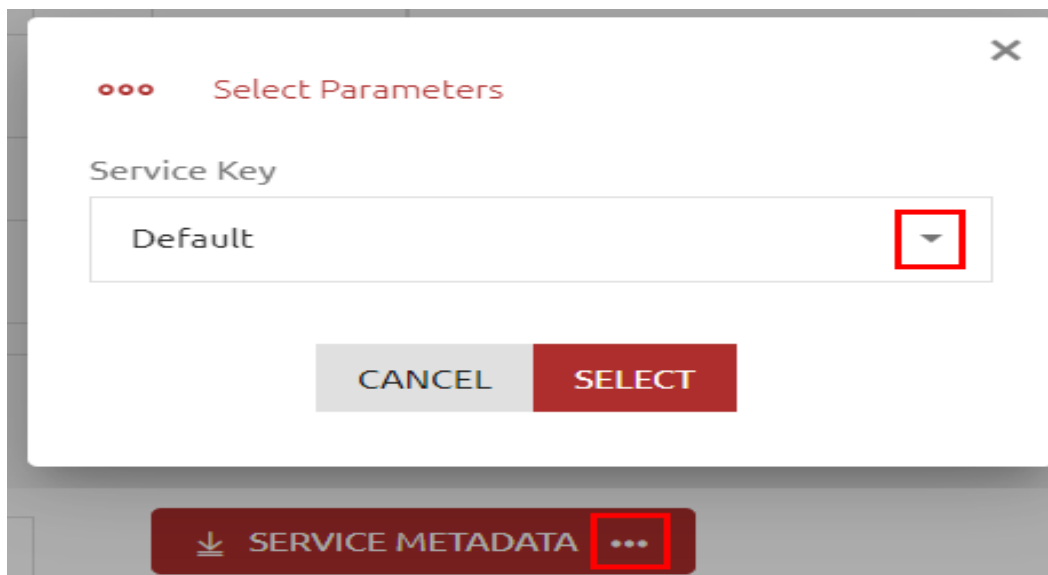 Select Parameters
Service Key
Default
CANCEL
SELECT
SERVICE METADATA